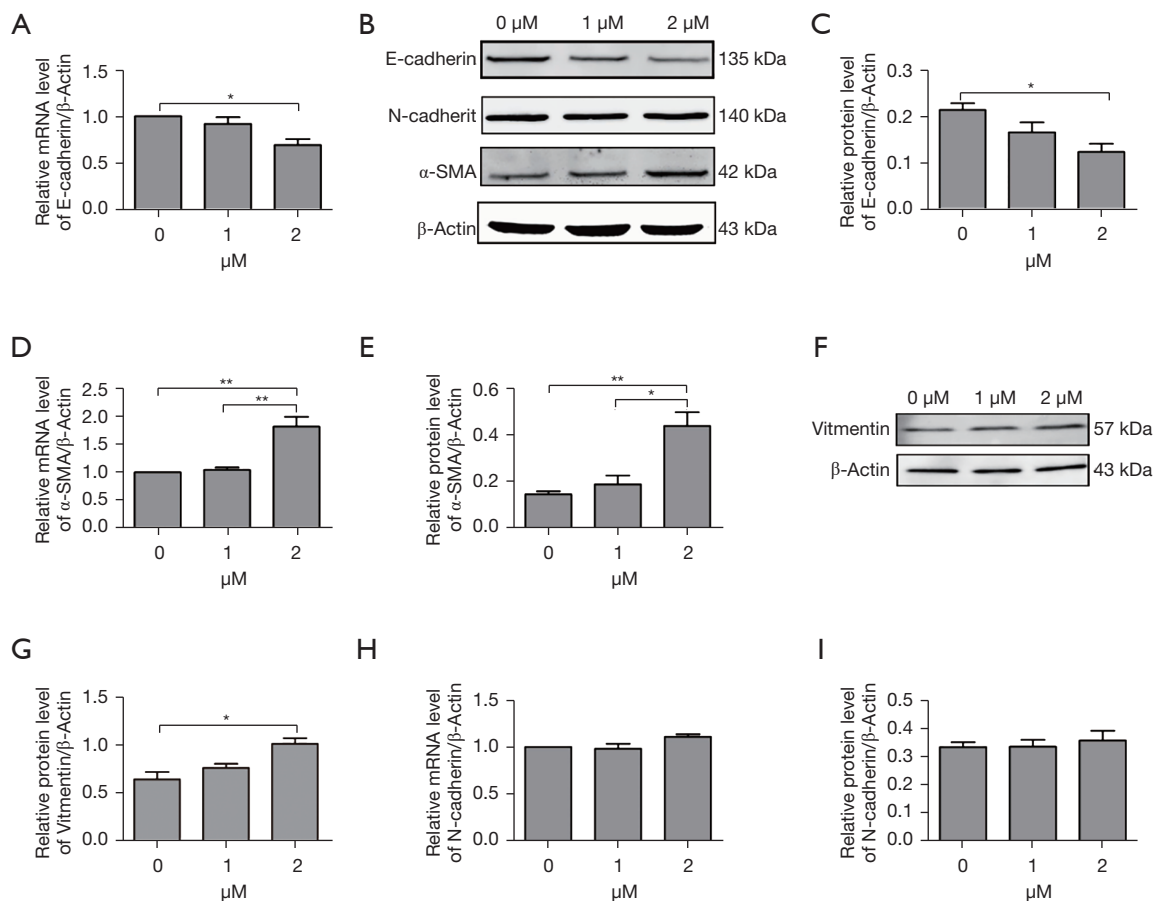 A
Relative mRNA level
of E-cadherin/β-Actin
1.5
1.0
0.5
0.0
*
0
1
2
µM
B
0 µM 1 µM 2 µM
E-cadherin 135 kDa
N-cadherit 140 kDa
α-SMA 42 kDa
β-Actin 43 kDa
C
Relative protein level
of E-cadherin/β-Actin
0.3
0.2
0.1
0.0
*
0
1
2
µM
D
Relative mRNA level
of α-SMA/β-Actin
2.5
2.0
1.5
1.0
0.5
0.0
**
**
0
1
2
µM
E
Relative protein level
of α-SMA/β-Actin
0.6
0.4
0.2
0.0
**
*
0
1
2
µM
F
0 µM 1 µM 2 µM
Vitmentin 57 kDa
β-Actin 43 kDa
G
Relative protein level
of Vitmentin/β-Actin
1.5
1.0
0.5
0.0
*
0
1
2
µM
H
Relative mRNA level
of N-cadherin/β-Actin
1.5
1.0
0.5
0.0
0
1
2
µM
I
Relative protein level
of N-cadherin/β-Actin
0.5
0.4
0.3
0.2
0.1
0.0
0
1
2
µM